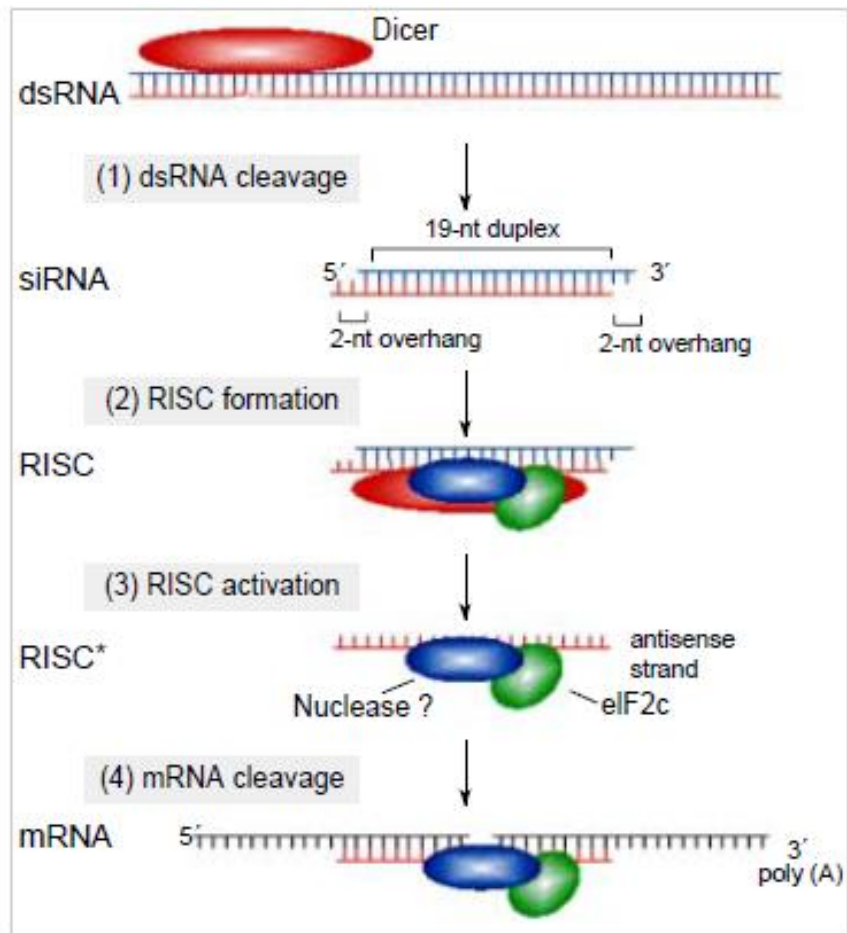 Dicer
dsRNA
(1) dsRNA cleavage
19-nt duplex
5´ 3´
siRNA
2-nt overhang 2-nt overhang
(2) RISC formation
RISC
(3) RISC activation
RISC*
antisense
strand
Nuclease ? eIF2c
(4) mRNA cleavage
mRNA 5´ 3´
poly (A)